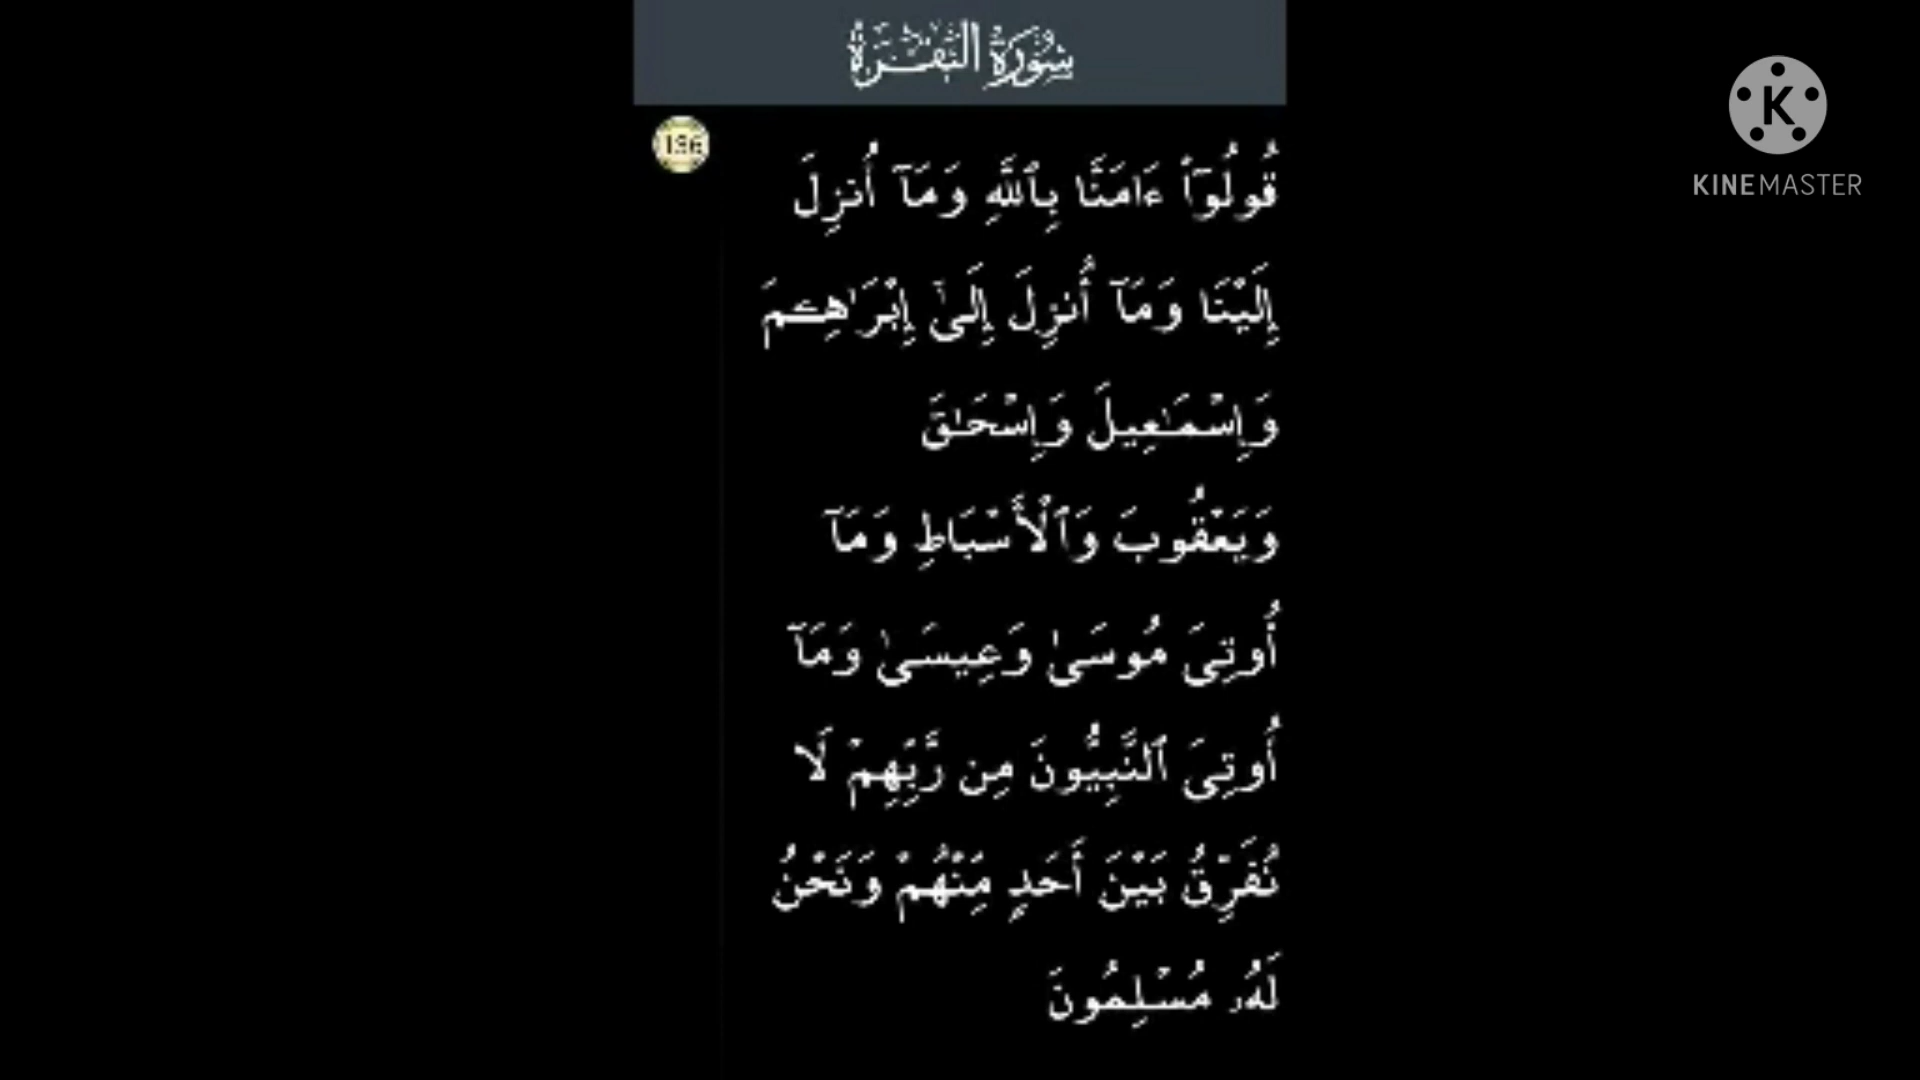 سُورَةُ البَقَرَةِ
136
قُولُوٓا۟ ءَامَنَّا بِٱللَّهِ وَمَآ أُنزِلَ
إِلَيْنَا وَمَآ أُنزِلَ إِلَىٰٓ إِبْرَٰهِـۧمَ
وَإِسْمَـٰعِيلَ وَإِسْحَـٰقَ
وَيَعْقُوبَ وَٱلْأَسْبَاطِ وَمَآ
أُوتِىَ مُوسَىٰ وَعِيسَىٰ وَمَآ
أُوتِىَ ٱلنَّبِيُّونَ مِن رَّبِّهِمْ لَا
نُفَرِّقُ بَيْنَ أَحَدٍ مِّنْهُمْ وَنَحْنُ
لَهُۥ مُسْلِمُونَ
K
KINEMASTER